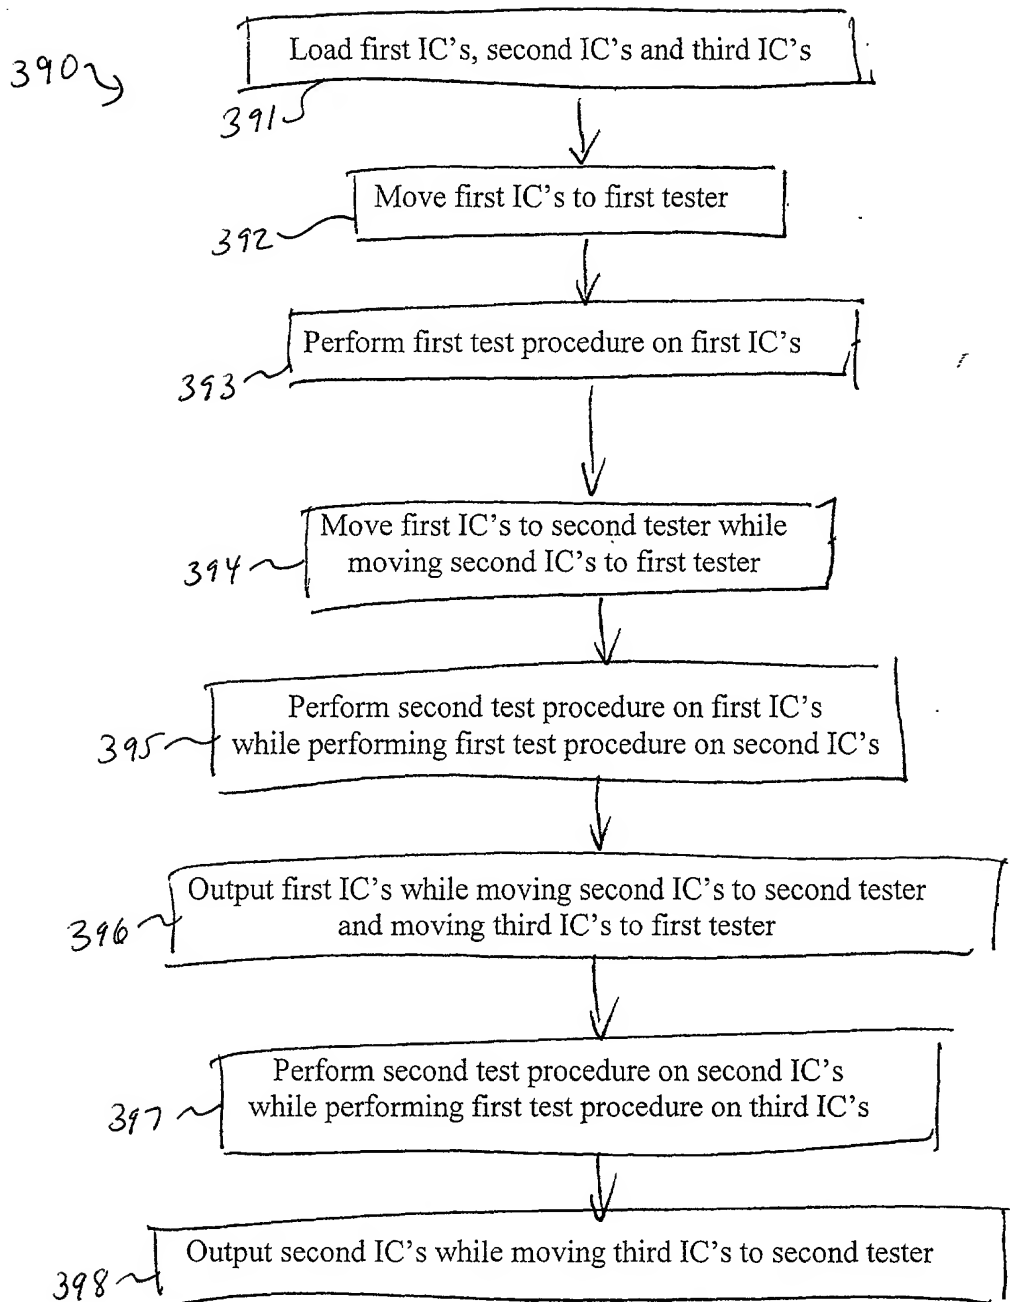 390
Load first IC's, second IC's and third IC's
391
Move first IC's to first tester
392
Perform first test procedure on first IC's
393
Move first IC's to second tester while
moving second IC's to first tester
394
Perform second test procedure on first IC's
while performing first test procedure on second IC's
395
Output first IC's while moving second IC's to second tester
and moving third IC's to first tester
396
Perform second test procedure on second IC's
while performing first test procedure on third IC's
397
Output second IC's while moving third IC's to second tester
398